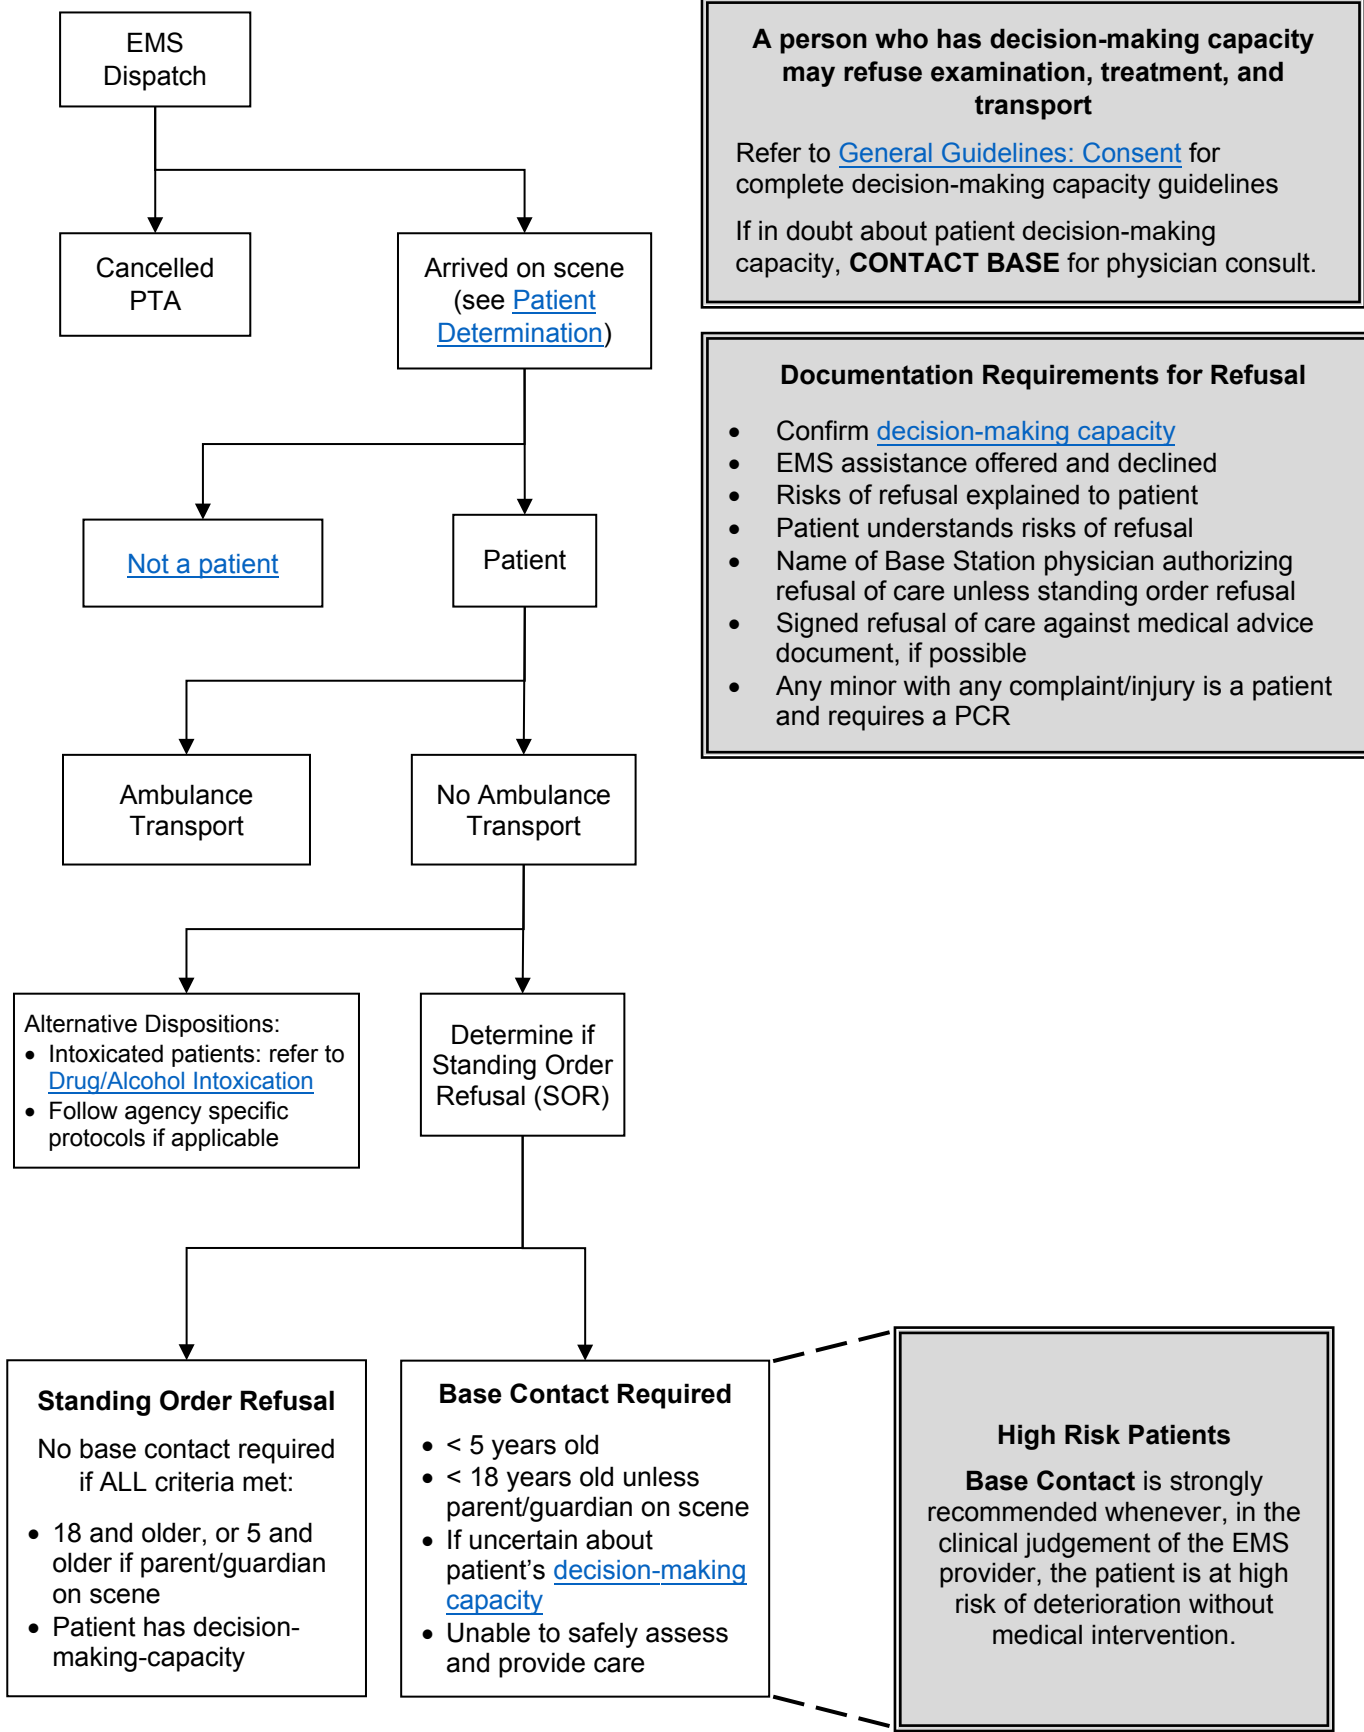 EMS
Dispatch
Cancelled
PTA
Arrived on scene
(see Patient
Determination)
Not a patient
Patient
Ambulance
Transport
No Ambulance
Transport
Alternative Dispositions:
• Intoxicated patients: refer to
Drug/Alcohol Intoxication
• Follow agency specific
protocols if applicable
Determine if
Standing Order
Refusal (SOR)
Standing Order Refusal
No base contact required
if ALL criteria met:
• 18 and older, or 5 and
older if parent/guardian
on scene
• Patient has decision-
making-capacity
Base Contact Required
• < 5 years old
• < 18 years old unless
parent/guardian on scene
• If uncertain about
patient’s decision-making
capacity
• Unable to safely assess
and provide care
High Risk Patients
Base Contact is strongly
recommended whenever, in the
clinical judgement of the EMS
provider, the patient is at high
risk of deterioration without
medical intervention.
A person who has decision-making capacity
may refuse examination, treatment, and
transport
Refer to General Guidelines: Consent for
complete decision-making capacity guidelines
If in doubt about patient decision-making
capacity, CONTACT BASE for physician consult.
Documentation Requirements for Refusal
• Confirm decision-making capacity
• EMS assistance offered and declined
• Risks of refusal explained to patient
• Patient understands risks of refusal
• Name of Base Station physician authorizing
refusal of care unless standing order refusal
• Signed refusal of care against medical advice
document, if possible
• Any minor with any complaint/injury is a patient
and requires a PCR